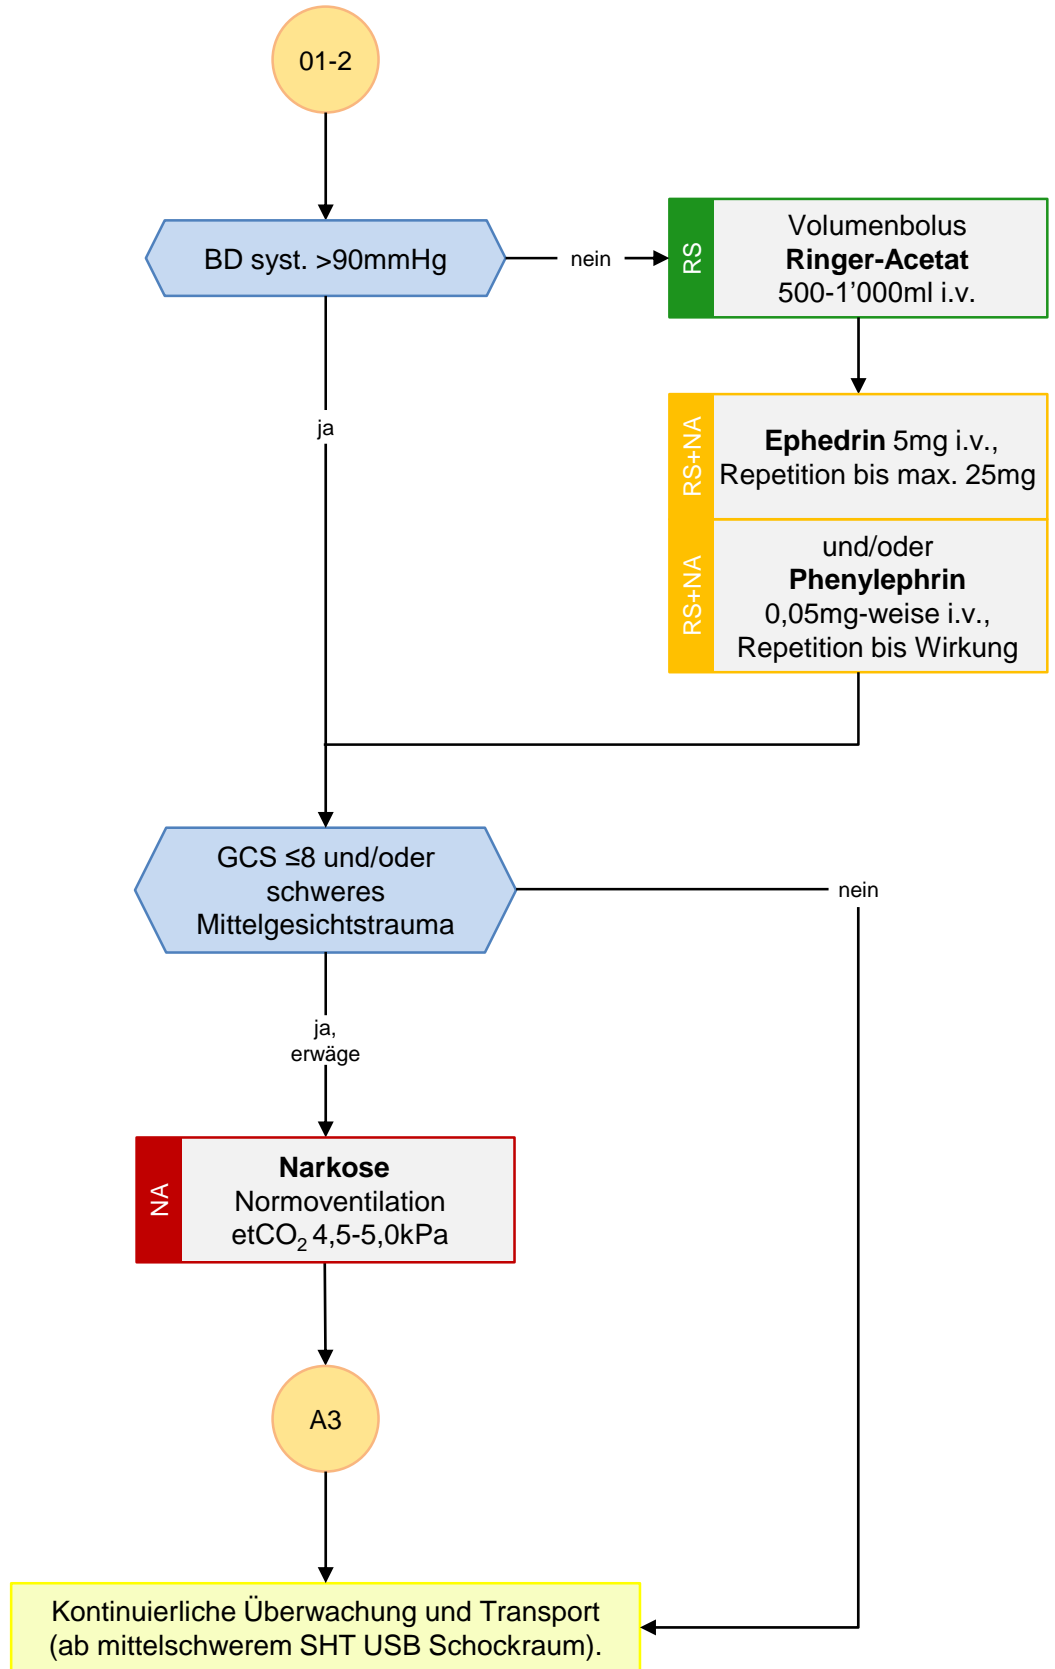 01-2
BD syst. >90mmHg
nein
RS
Volumenbolus
Ringer-Acetat
500-1’000ml i.v.
ja
RS+NA
Ephedrin 5mg i.v.,
Repetition bis max. 25mg
RS+NA
und/oder
Phenylephrin
0,05mg-weise i.v.,
Repetition bis Wirkung
GCS ≤8 und/oder
schweres
Mittelgesichtstrauma
nein
ja,
erwäge
NA
Narkose
Normoventilation
etCO₂ 4,5-5,0kPa
A3
Kontinuierliche Überwachung und Transport
(ab mittelschwerem SHT USB Schockraum).